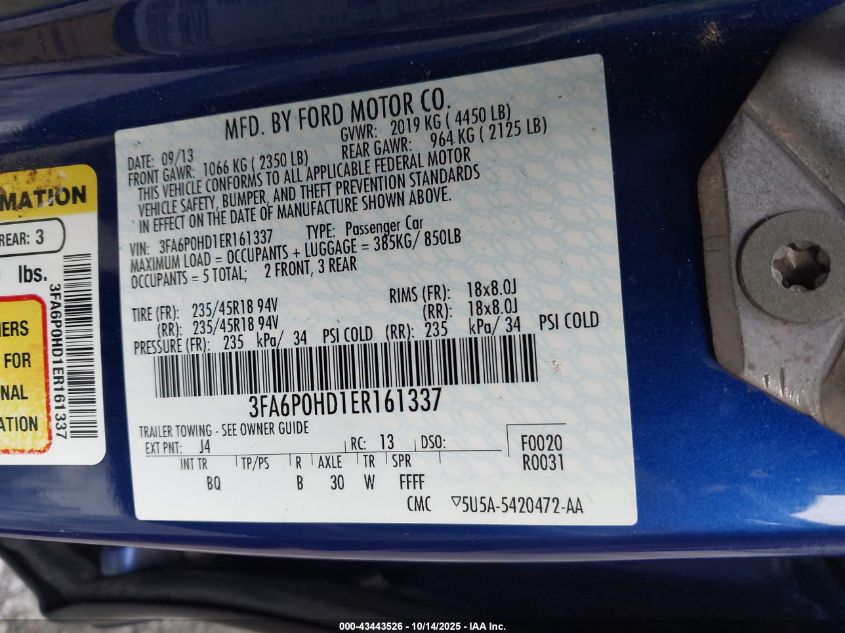 MFD. BY FORD MOTOR CO.
DATE: 09/13 GVWR: 2019 KG ( 4450 LB)
FRONT GAWR: 1066 KG ( 2350 LB) REAR GAWR: 964 KG ( 2125 LB)
THIS VEHICLE CONFORMS TO ALL APPLICABLE FEDERAL MOTOR
VEHICLE SAFETY, BUMPER, AND THEFT PREVENTION STANDARDS
IN EFFECT ON THE DATE OF MANUFACTURE SHOWN ABOVE.
VIN: 3FA6P0HD1ER161337 TYPE: Passenger Car
MAXIMUM LOAD = OCCUPANTS + LUGGAGE = 385KG/ 850LB
OCCUPANTS = 5 TOTAL; 2 FRONT, 3 REAR
TIRE (FR): 235/45R18 94V RIMS (FR): 18x8.0J
(RR): 235/45R18 94V (RR): 18x8.0J
PRESSURE (FR): 235 kPa/ 34 PSI COLD (RR): 235 kPa/ 34 PSI COLD
3FA6P0HD1ER161337
TRAILER TOWING - SEE OWNER GUIDE
EXT PNT: J4 RC: 13 DSO: F0020
INT TR TP/PS R AXLE TR SPR R0031
BQ B 30 W FFFF
CMC 5U5A-5420472-AA
MATION
REAR: 3
lbs.
FOR
3FA6P0HD1ER161337
000-43443526 - 10/14/2025 - IAA Inc.